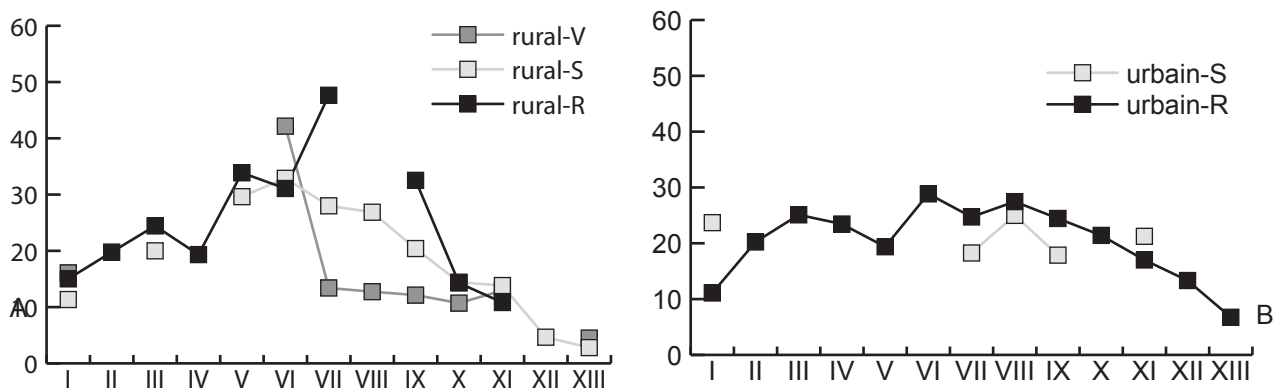 60
50
40
30
20
10
0
rural-V
rural-S
rural-R
A
I II III IV V VI VII VIII IX X XI XII XIII
60
50
40
30
20
10
0
urbain-S
urbain-R
B
I II III IV V VI VII VIII IX X XI XII XIII